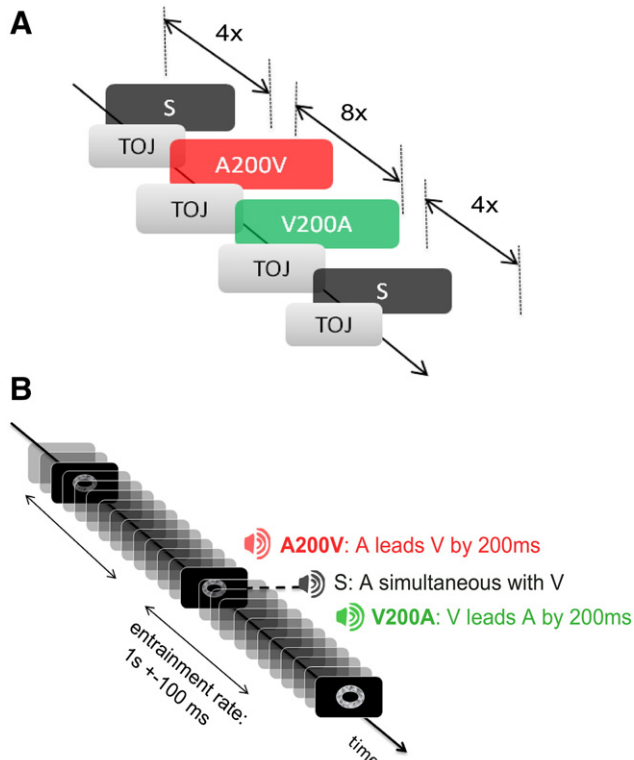 A
4x
8x
4x
S
TOJ
A200V
TOJ
V200A
TOJ
S
TOJ
B
A200V: A leads V by 200ms
S: A simultaneous with V
V200A: V leads A by 200ms
entrainment rate:
1s +-100 ms
time